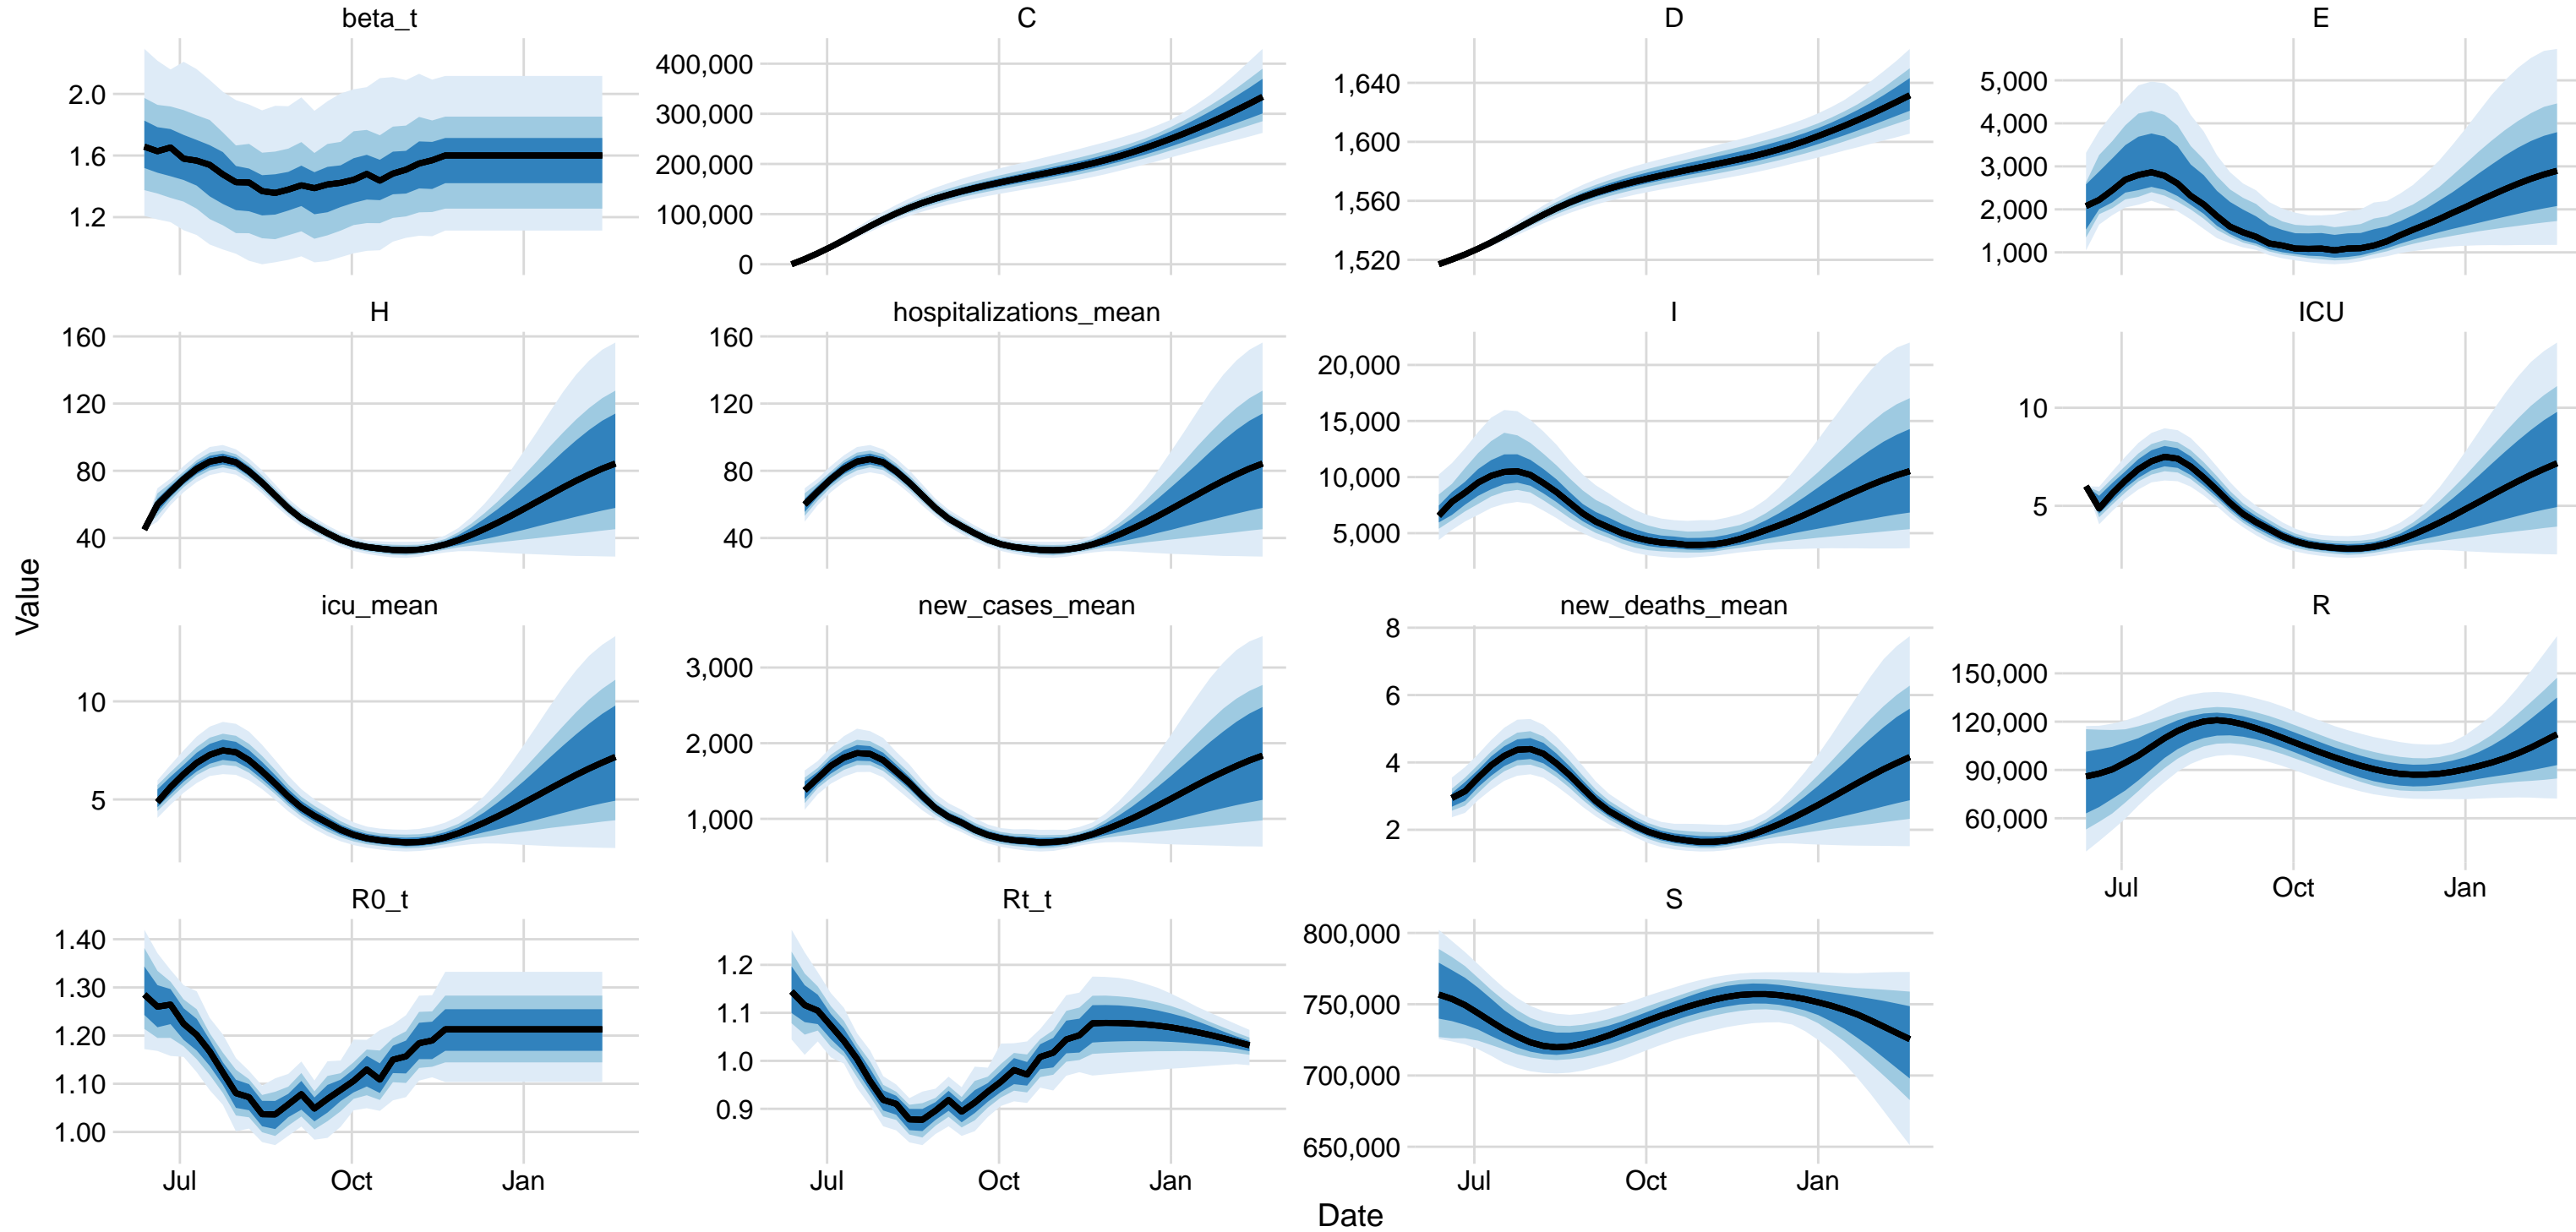 beta_t
C
D
E
2.0
1.6
1.2
400,000
300,000
200,000
100,000
0
1,640
1,600
1,560
1,520
5,000
4,000
3,000
2,000
1,000
H
hospitalizations_mean
I
ICU
160
120
80
40
160
120
80
40
20,000
15,000
10,000
5,000
10
5
Value
icu_mean
new_cases_mean
new_deaths_mean
R
10
5
3,000
2,000
1,000
8
6
4
2
150,000
120,000
90,000
60,000
Jul Oct Jan
R0_t
Rt_t
S
1.40
1.30
1.20
1.10
1.00
1.2
1.1
1.0
0.9
800,000
750,000
700,000
650,000
Jul Oct Jan
Jul Oct Jan
Jul Oct Jan
Date